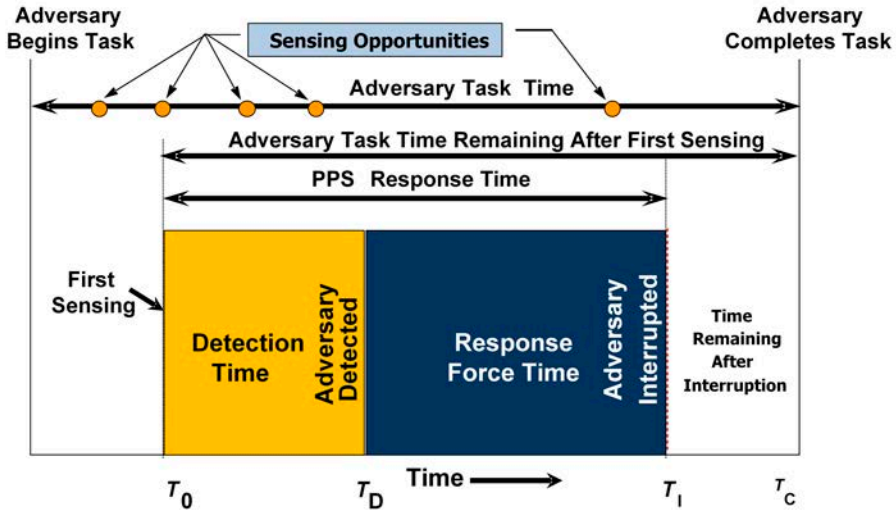 Adversary
Begins Task
Sensing Opportunities
Adversary
Completes Task
Adversary Task Time
Adversary Task Time Remaining After First Sensing
PPS Response Time
First
Sensing
Detection
Time
Adversary
Detected
Response
Force Time
Adversary
Interrupted
Time
Remaining
After
Interruption
T0
TD
Time
TI
TC